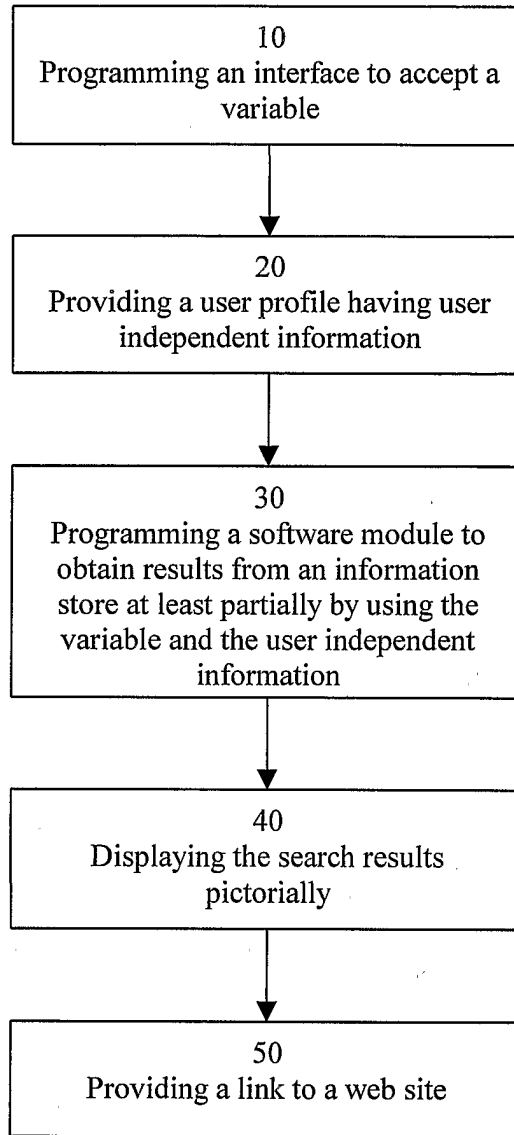 10
Programming an interface to accept a
variable
20
Providing a user profile having user
independent information
30
Programming a software module to
obtain results from an information
store at least partially by using the
variable and the user independent
information
40
Displaying the search results
pictorially
50
Providing a link to a web site